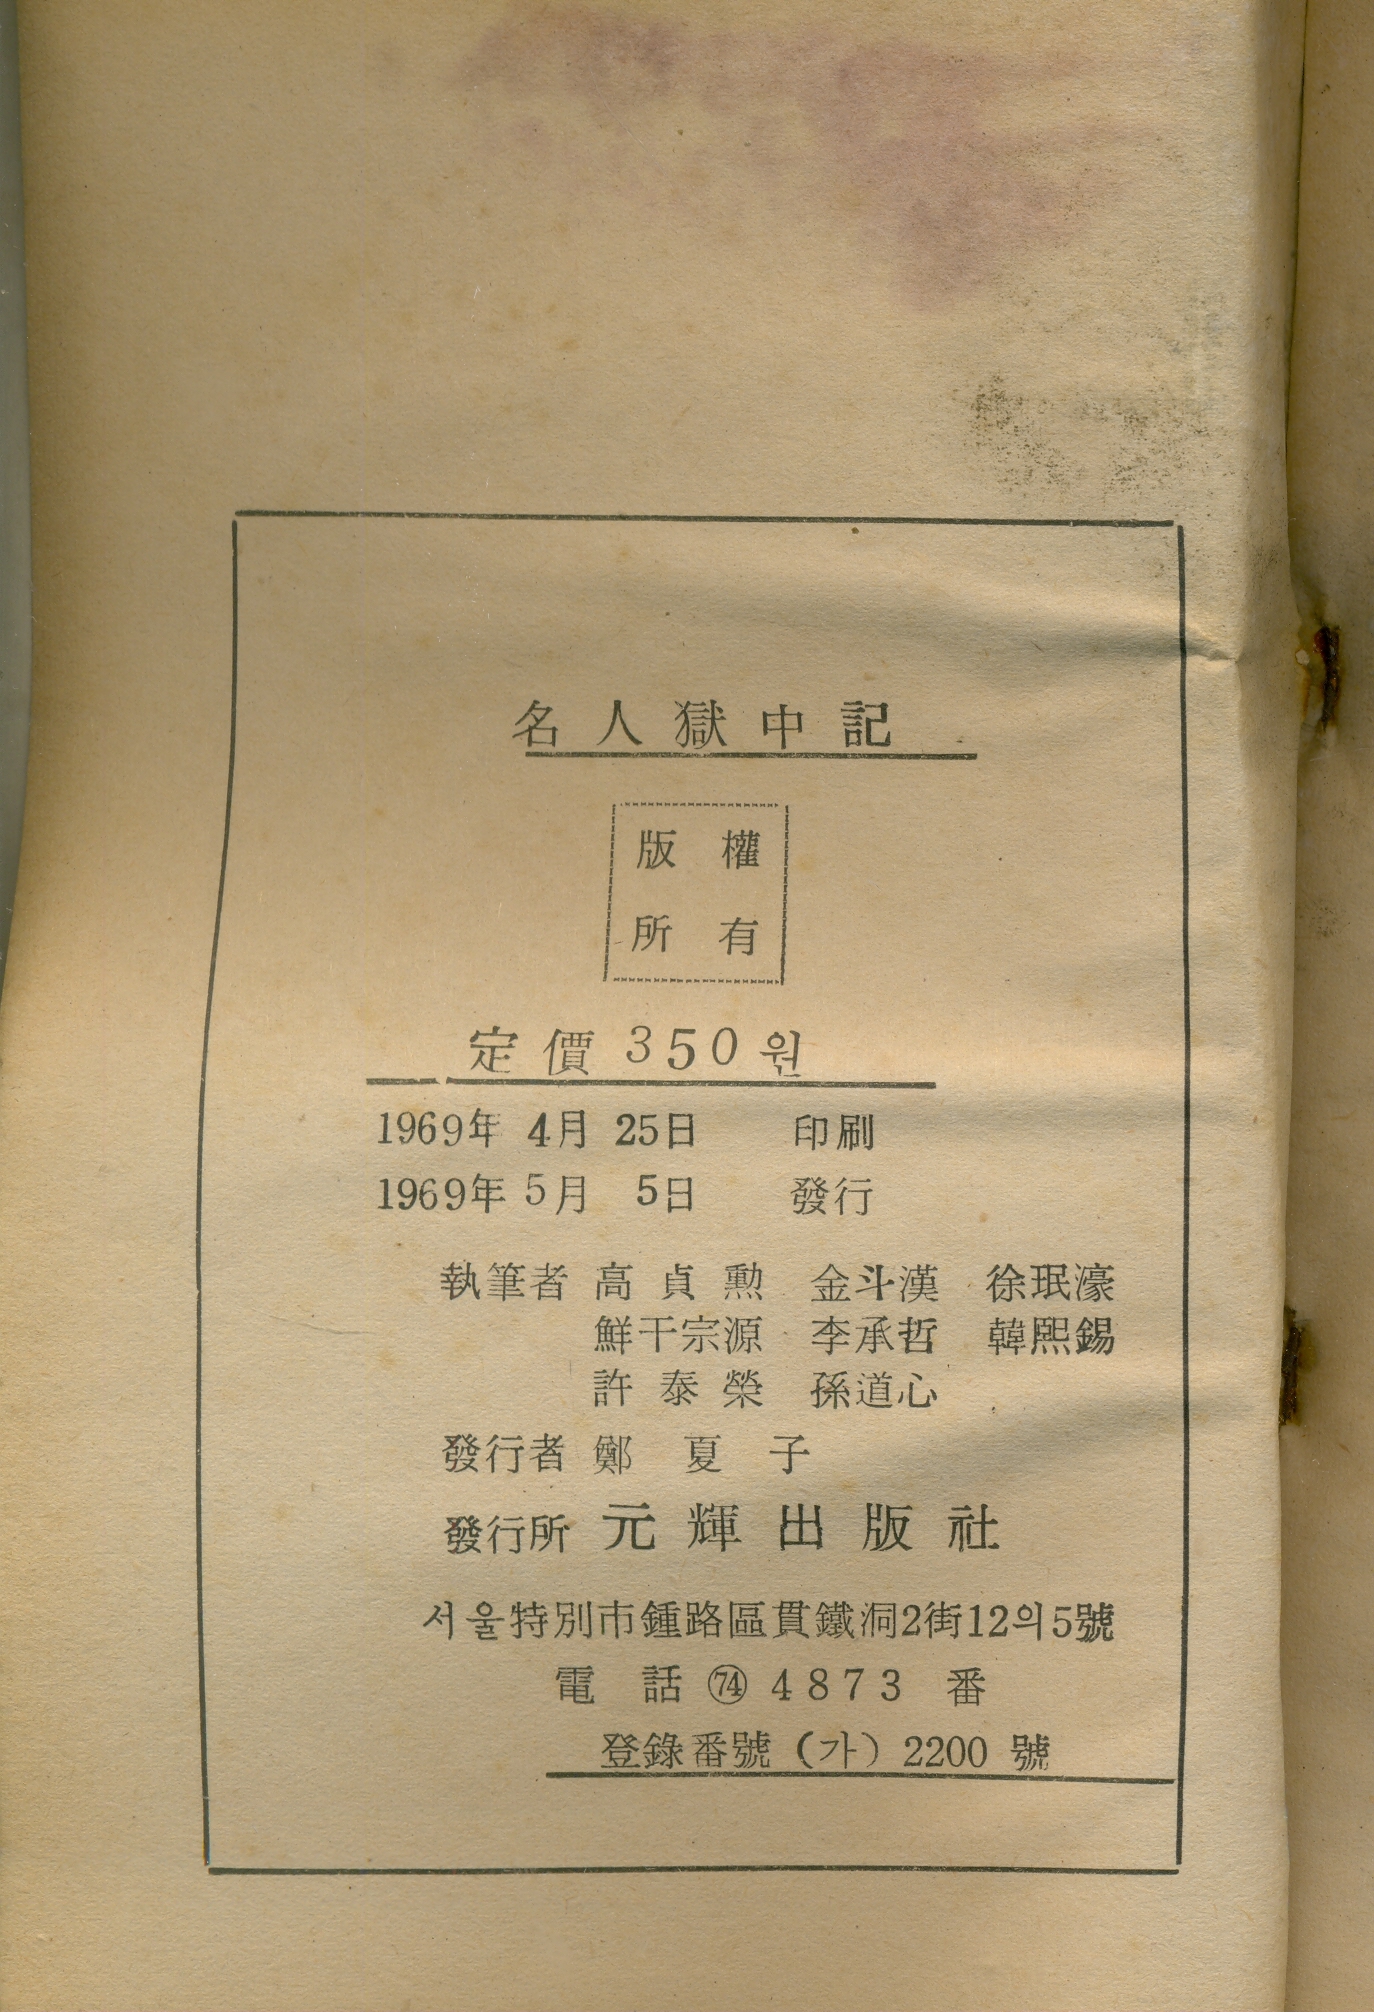 名人獄中記
版權
所有
定價 350원
1969年 4月 25日 印刷
1969年 5月 5日 發行
執筆者 高貞勲 金斗漢 徐珉濠
鮮干宗源 李承哲 韓熙錫
許泰榮 孫道心
發行者 鄭夏子
發行所 元輝出版社
서울特別市鍾路區貫鐵洞2街12의5號
電話 ㊼ 4873 番
登錄番號 (가) 2200 號